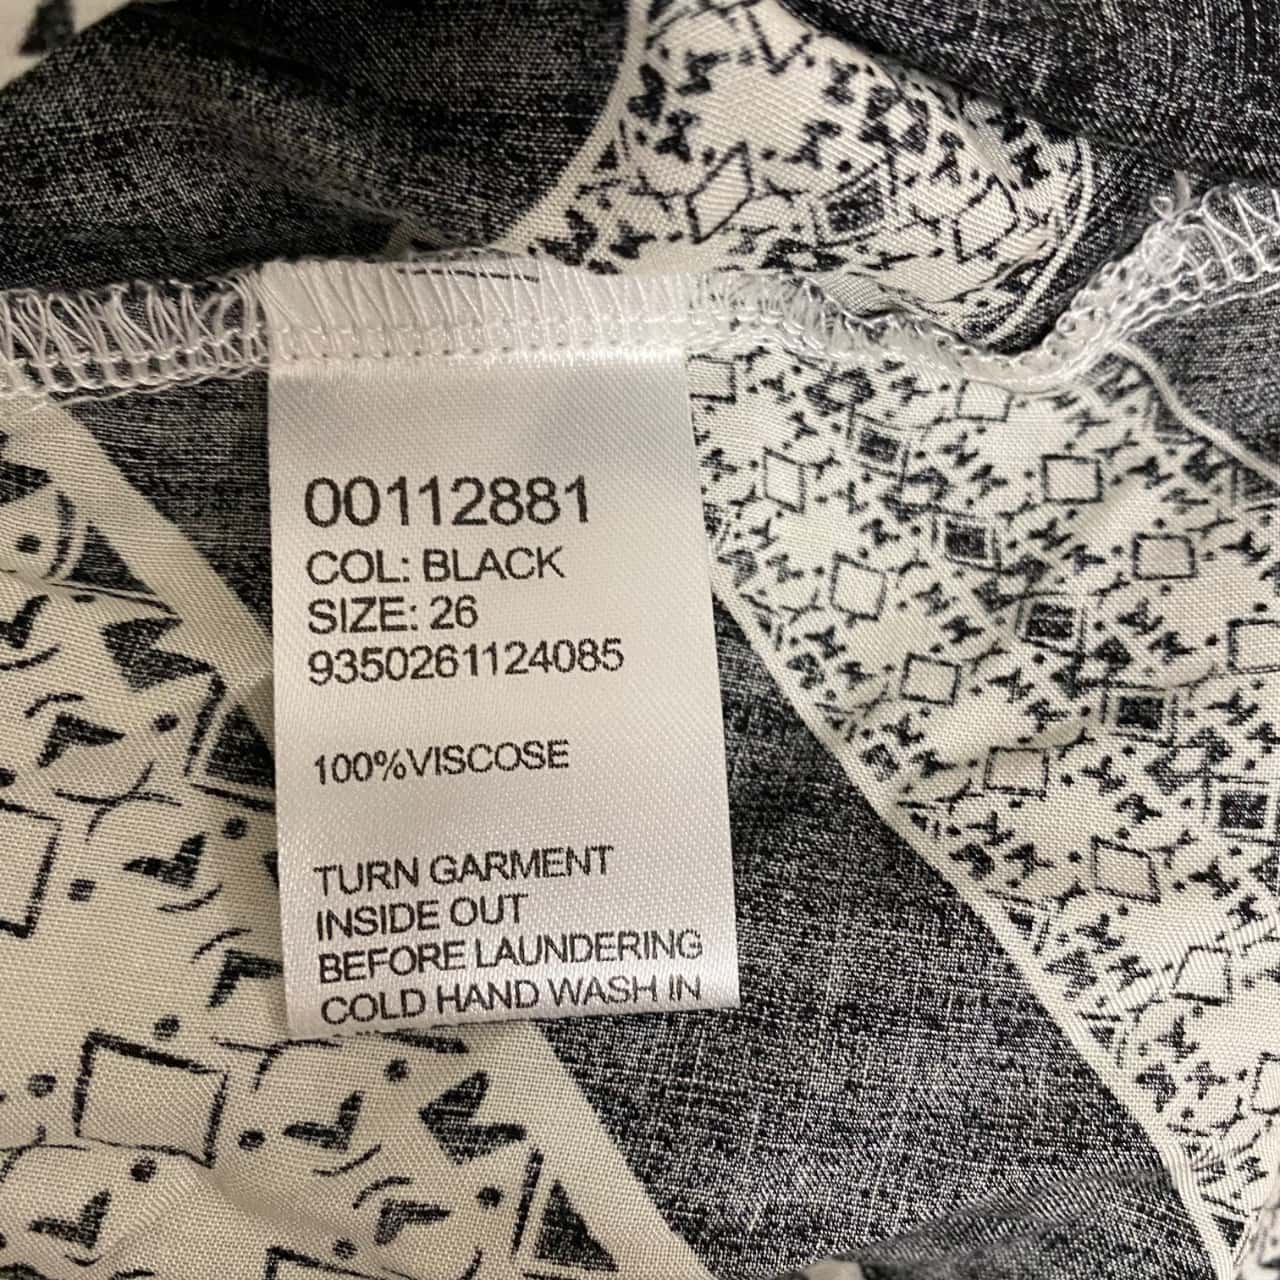 00112881
COL: BLACK
SIZE: 26
9350261124085
100%VISCOSE
TURN GARMENT
INSIDE OUT
BEFORE LAUNDERING
COLD HAND WASH IN